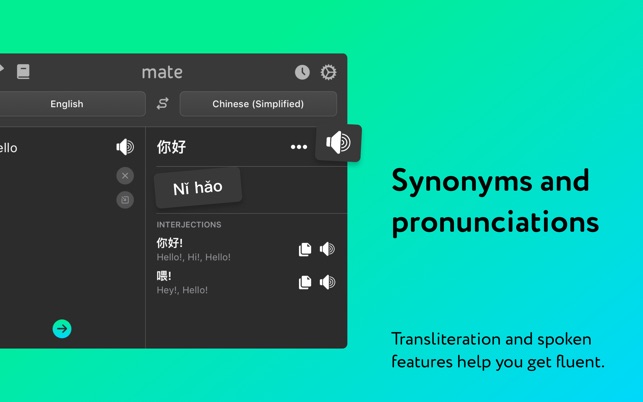 mate
English
Chinese (Simplified)
ello
你好
Nǐ hǎo
INTERJECTIONS
你好!
Hello!, Hi!, Hello!
喂!
Hey!, Hello!
Synonyms and
pronunciations
Transliteration and spoken
features help you get fluent.